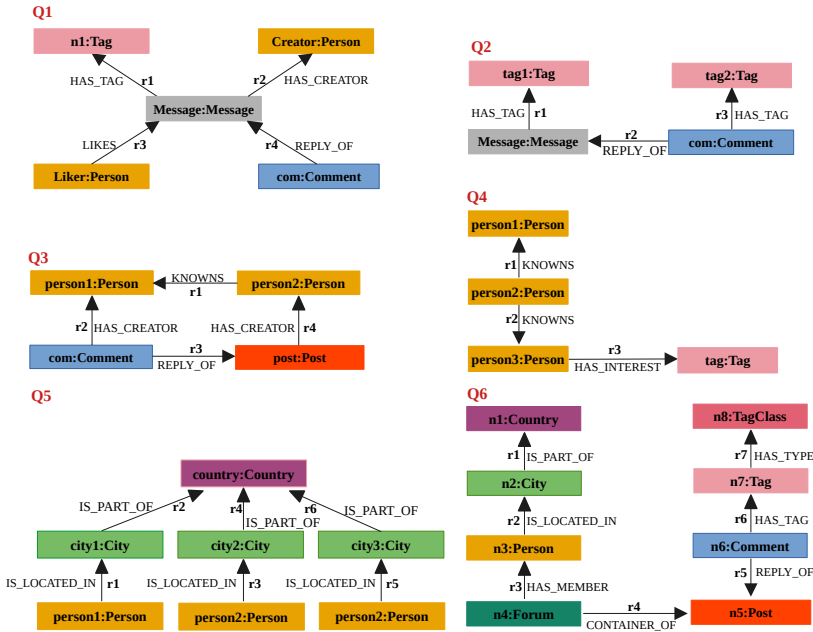 Q1
n1:Tag
Creator:Person
HAS_TAG r1
r2 HAS_CREATOR
Message:Message
LIKES r3
r4 REPLY_OF
Liker:Person
com:Comment
Q2
tag1:Tag
tag2:Tag
HAS_TAG r1
r3 HAS_TAG
Message:Message
r2
REPLY_OF
com:Comment
Q3
person1:Person
KNOWNS
r1
person2:Person
r2 HAS_CREATOR
HAS_CREATOR r4
com:Comment
r3
REPLY_OF
post:Post
Q4
person1:Person
r1 KNOWNS
person2:Person
r2 KNOWNS
person3:Person
r3
HAS_INTEREST
tag:Tag
Q5
country:Country
IS_PART_OF r2
r4
IS_PART_OF
r6
IS_PART_OF
city1:City
city2:City
city3:City
IS_LOCATED_IN r1
IS_LOCATED_IN r3
IS_LOCATED_IN r5
person1:Person
person2:Person
person2:Person
Q6
n1:Country
r1 IS_PART_OF
n2:City
r2 IS_LOCATED_IN
n3:Person
r3 HAS_MEMBER
n4:Forum
r4
CONTAINER_OF
n8:TagClass
r7 HAS_TYPE
n7:Tag
r6 HAS_TAG
n6:Comment
r5 REPLY_OF
n5:Post